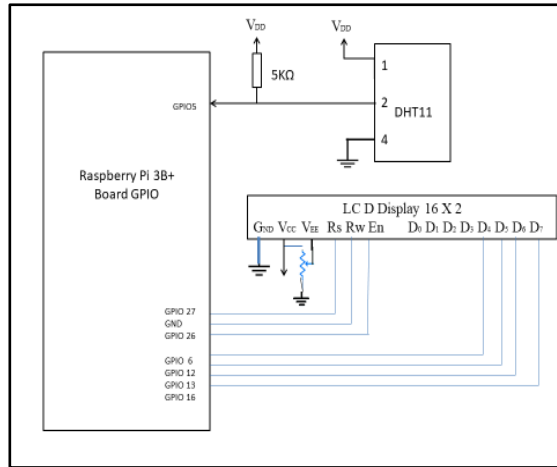 VDD
VDD
5KΩ
1
2
4
DHT11
GPIO5
Raspberry Pi 3B+
Board GPIO
LC D Display 16 X 2
GND VCC VEE Rs Rw En D0 D1 D2 D3 D4 D5 D6 D7
GPIO 27
GND
GPIO 26
GPIO 6
GPIO 12
GPIO 13
GPIO 16